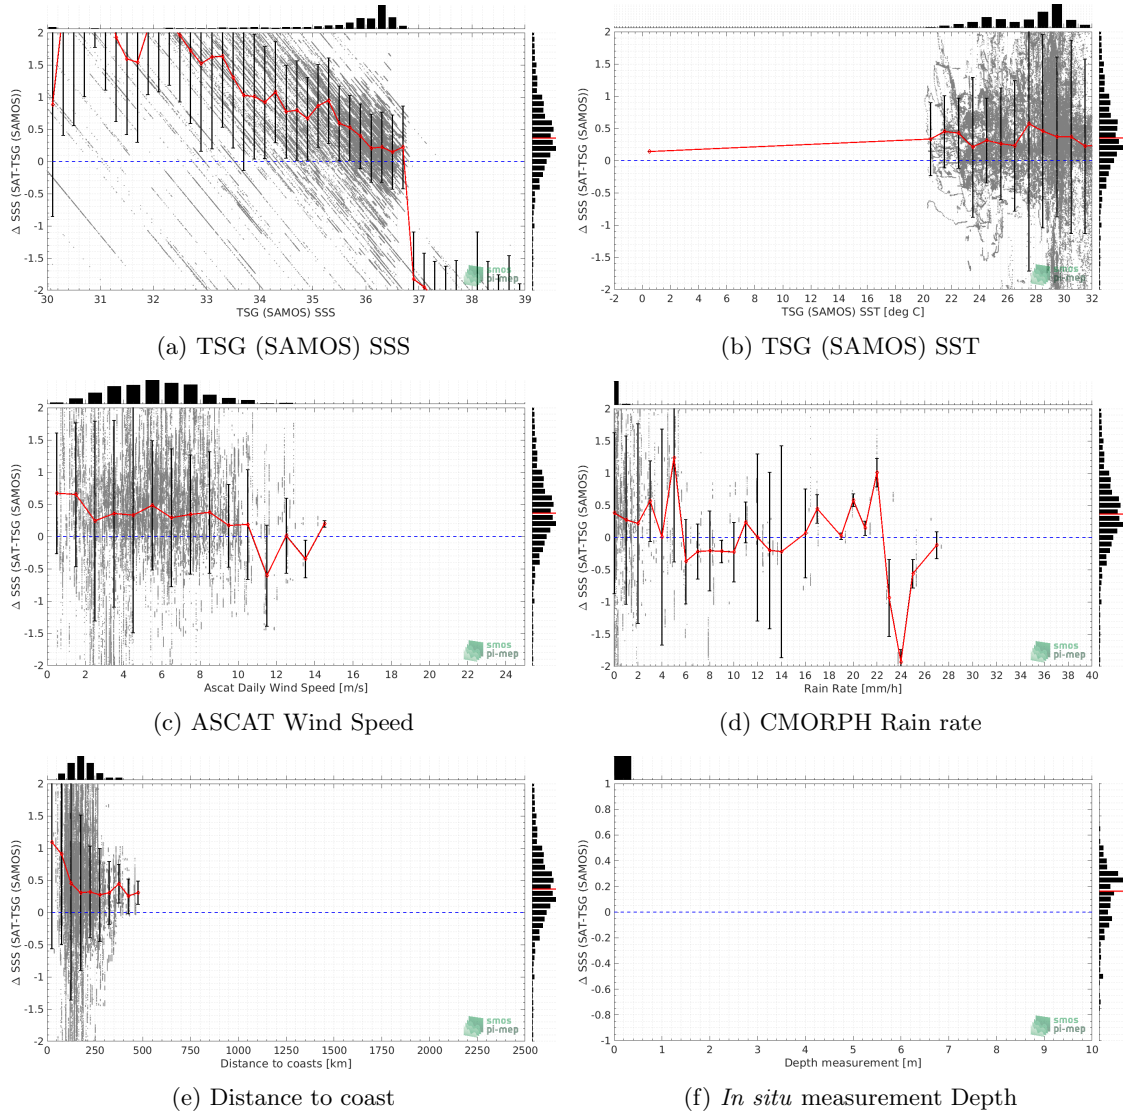 2
1.5
1
0.5
0
-0.5
-1
-1.5
-2
Δ SSS (SAT-TSG (SAMOS))
30 31 32 33 34 35 36 37 38 39
TSG (SAMOS) SSS
smos
pi-mep
(a) TSG (SAMOS) SSS
2
1.5
1
0.5
0
-0.5
-1
-1.5
-2
Δ SSS (SAT-TSG (SAMOS))
-2 0 2 4 6 8 10 12 14 16 18 20 22 24 26 28 30 32
TSG (SAMOS) SST [deg C]
smos
pi-mep
(b) TSG (SAMOS) SST
2
1.5
1
0.5
0
-0.5
-1
-1.5
-2
Δ SSS (SAT-TSG (SAMOS))
0 2 4 6 8 10 12 14 16 18 20 22 24
Ascat Daily Wind Speed [m/s]
smos
pi-mep
(c) ASCAT Wind Speed
2
1.5
1
0.5
0
-0.5
-1
-1.5
-2
Δ SSS (SAT-TSG (SAMOS))
0 2 4 6 8 10 12 14 16 18 20 22 24 26 28 30 32 34 36 38 40
Rain Rate [mm/h]
smos
pi-mep
(d) CMORPH Rain rate
2
1.5
1
0.5
0
-0.5
-1
-1.5
-2
Δ SSS (SAT-TSG (SAMOS))
0 250 500 750 1000 1250 1500 1750 2000 2250 2500
Distance to coasts [km]
smos
pi-mep
(e) Distance to coast
1
0.8
0.6
0.4
0.2
0
-0.2
-0.4
-0.6
-0.8
-1
Δ SSS (SAT-TSG (SAMOS))
0 1 2 3 4 5 6 7 8 9 10
Depth measurement [m]
smos
pi-mep
(f) In situ measurement Depth